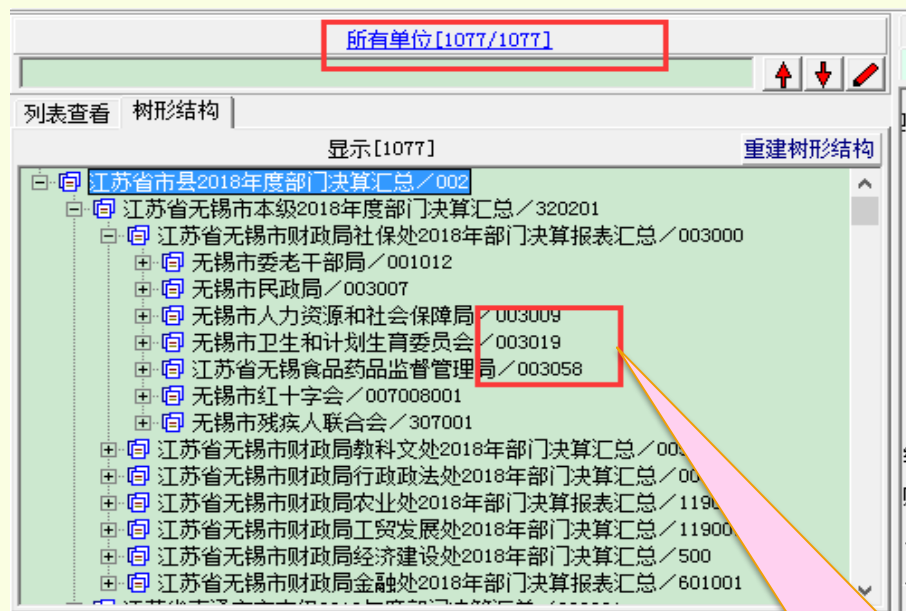 所有单位[1077/1077]
列表查看 树形结构
显示[1077] 重建树形结构
江苏省市县2018年度部门决算汇总／002
江苏省无锡市本级2018年度部门决算汇总／320201
江苏省无锡市财政局社保处2018年部门决算报表汇总／003000
无锡市委老干部局／001012
无锡市民政局／003007
无锡市人力资源和社会保障局／003009
无锡市卫生和计划生育委员会／003019
江苏省无锡食品药品监督管理局／003058
无锡市红十字会／007008001
无锡市残疾人联合会／307001
江苏省无锡市财政局教科文处2018年部门决算汇总／00
江苏省无锡市财政局行政政法处2018年部门决算汇总／00
江苏省无锡市财政局农业处2018年部门决算报表汇总／1190
江苏省无锡市财政局工贸发展处2018年部门决算汇总／11900
江苏省无锡市财政局经济建设处2018年部门决算汇总／500
江苏省无锡市财政局金融处2018年部门决算报表汇总／601001